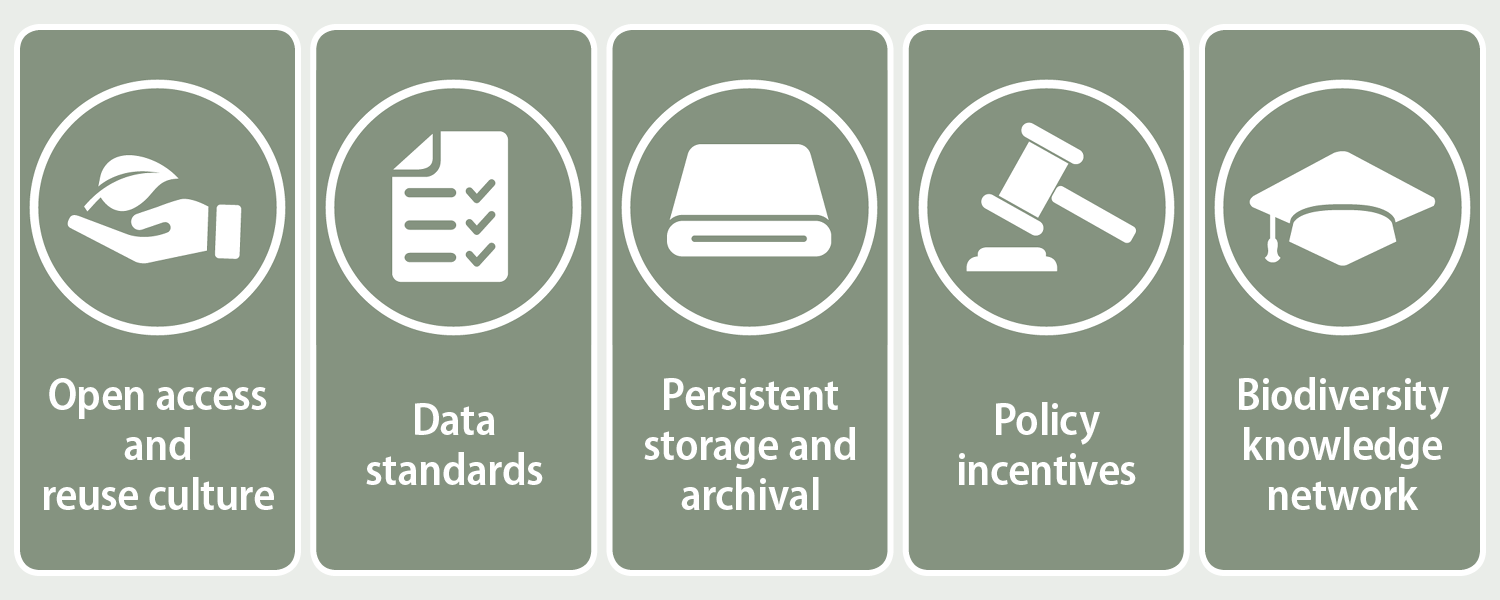 Open access
and
reuse culture
Data
standards
Persistent
storage and
archival
Policy
incentives
Biodiversity
knowledge
network